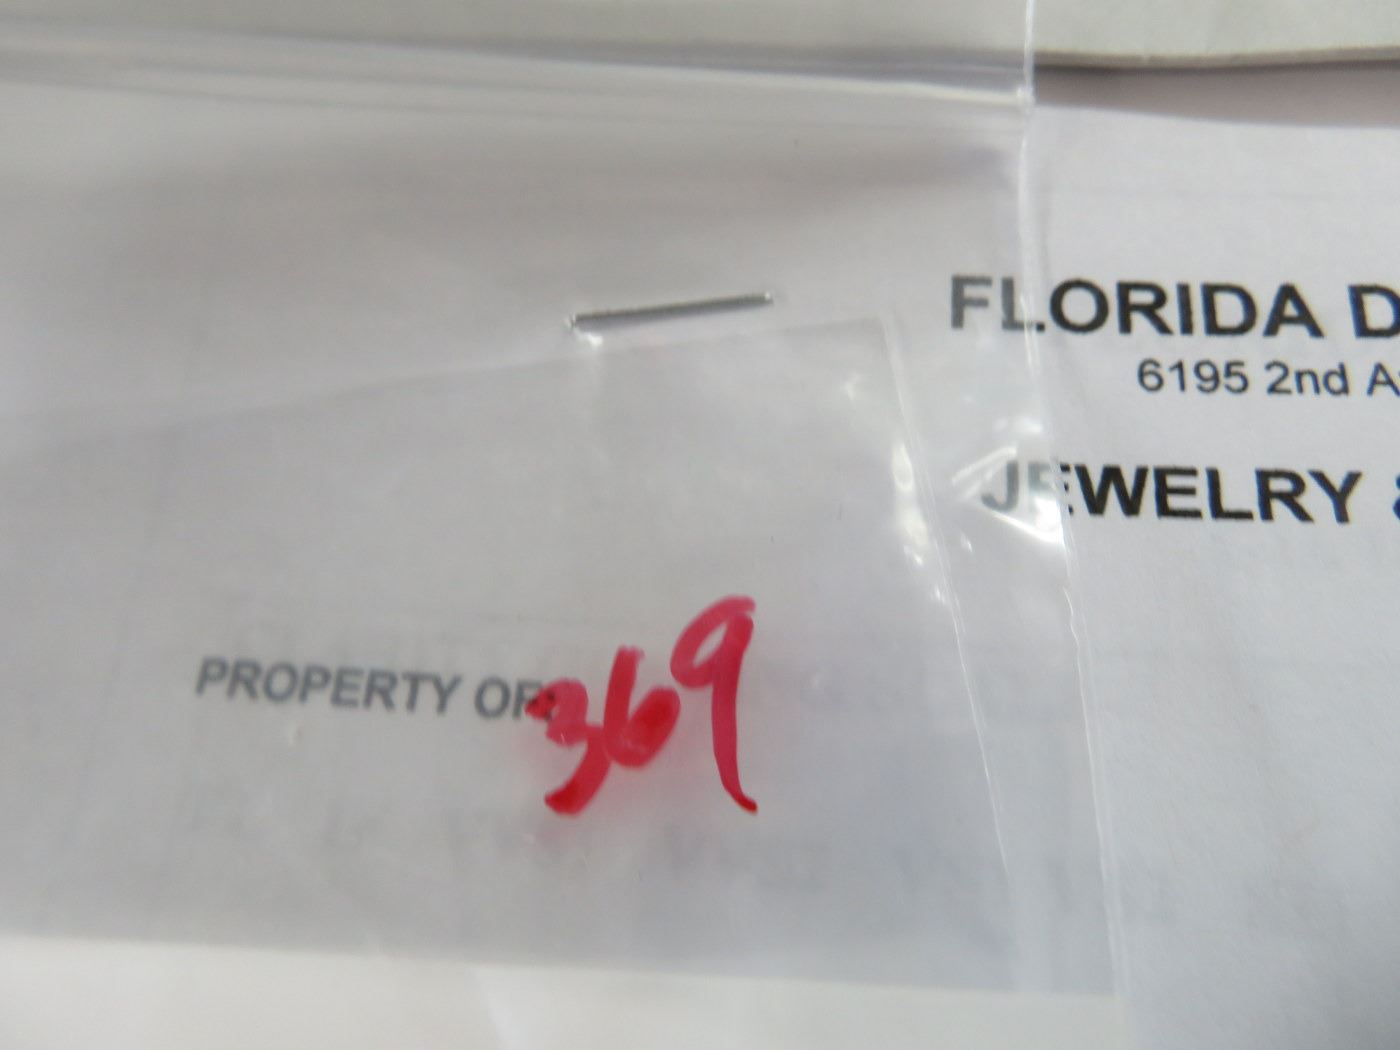 FLORIDA D
6195 2nd A
JEWELRY &
PROPERTY OF: 369